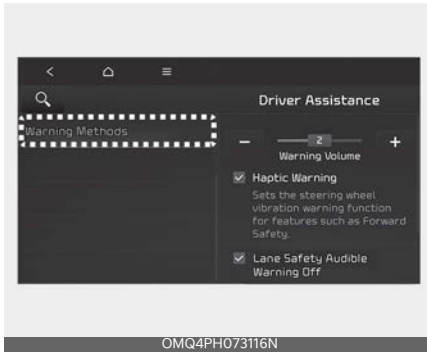 Driver Assistance
Warning Methods
2
Warning Volume
Haptic Warning
Sets the steering wheel
vibration warning function
for features such as Forward
Safety.
Lane Safety Audible
Warning Off
OMQ4PH073116N